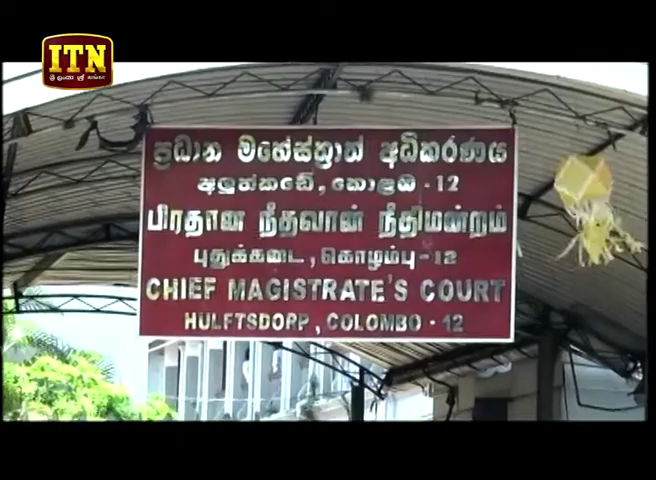 ITN
ප්‍රධාන මහේස්ත්‍රාත් අධිකරණය
අලුත්කඩේ, කොළඹ - 12
பிரதான நீதவான் நீதிமன்றம்
புதுக்கடை, கொழும்பு - 12
CHIEF MAGISTRATE'S COURT
HULFTSDORP, COLOMBO - 12